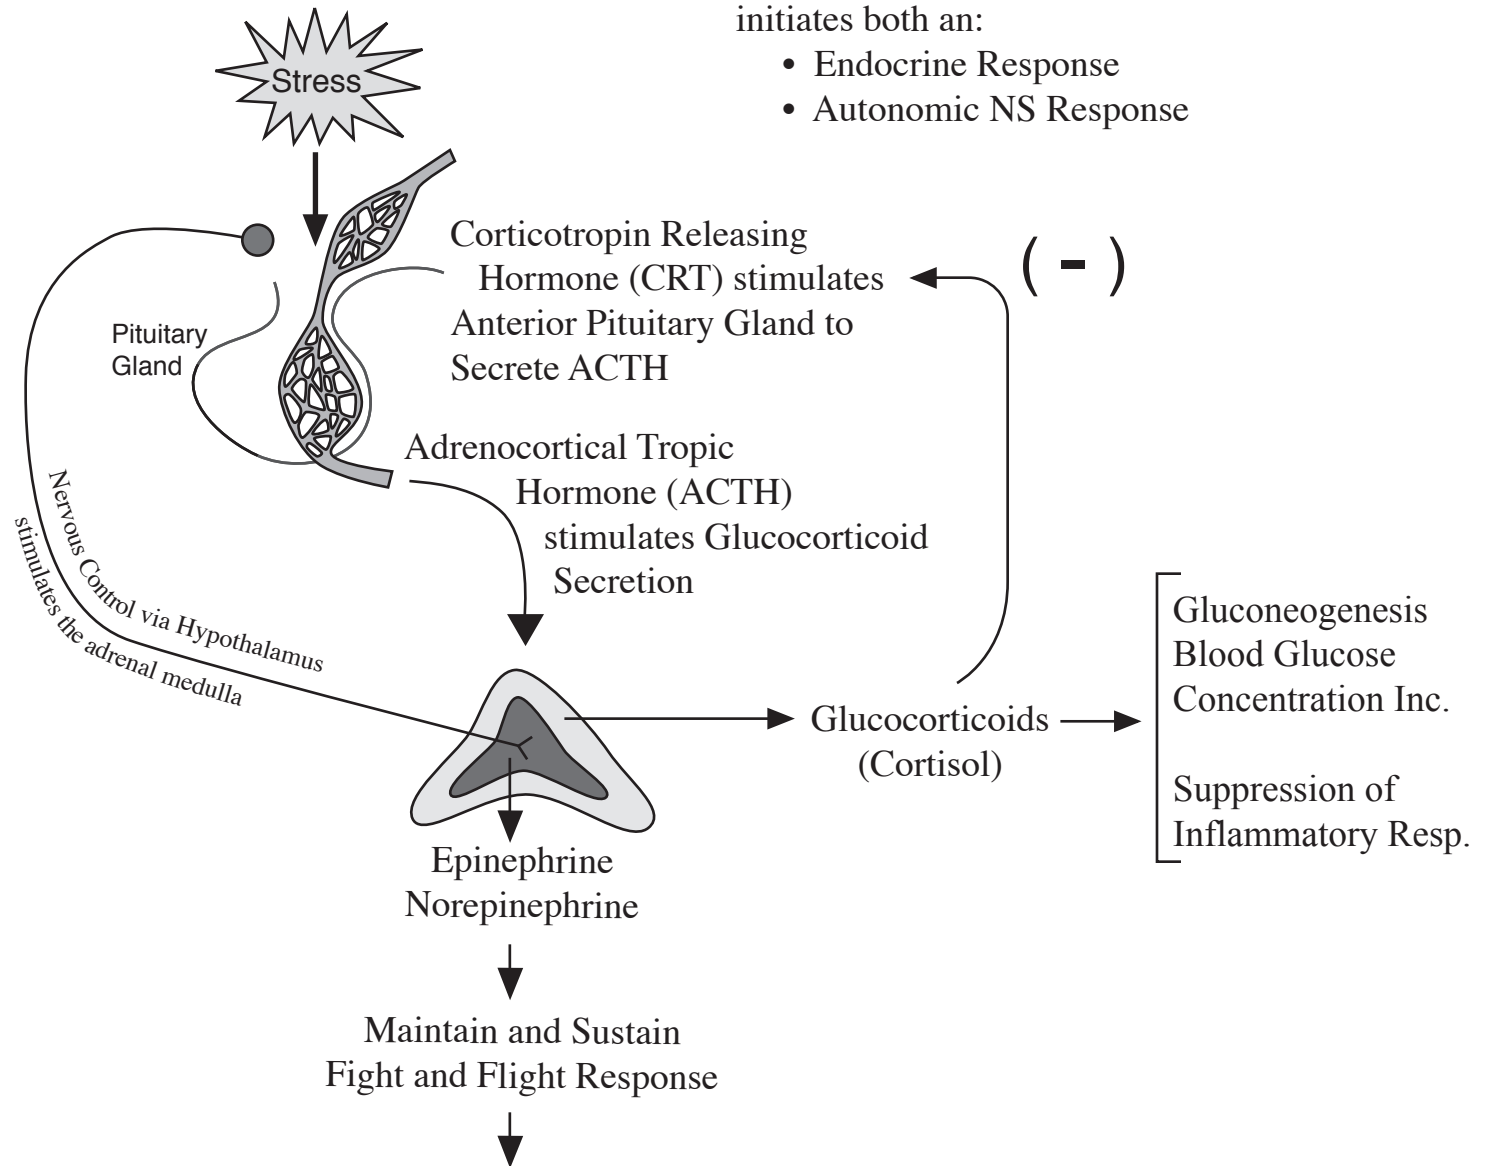 initiates both an:
• Endocrine Response
• Autonomic NS Response
Stress
Corticotropin Releasing
Hormone (CRT) stimulates
Anterior Pituitary Gland to
Secrete ACTH
( - )
Pituitary
Gland
Adrenocortical Tropic
Hormone (ACTH)
stimulates Glucocorticoid
Secretion
Nervous Control via Hypothalamus
stimulates the adrenal medulla
Glucocorticoids
(Cortisol)
Gluconeogenesis
Blood Glucose
Concentration Inc.
Suppression of
Inflammatory Resp.
Epinephrine
Norepinephrine
Maintain and Sustain
Fight and Flight Response